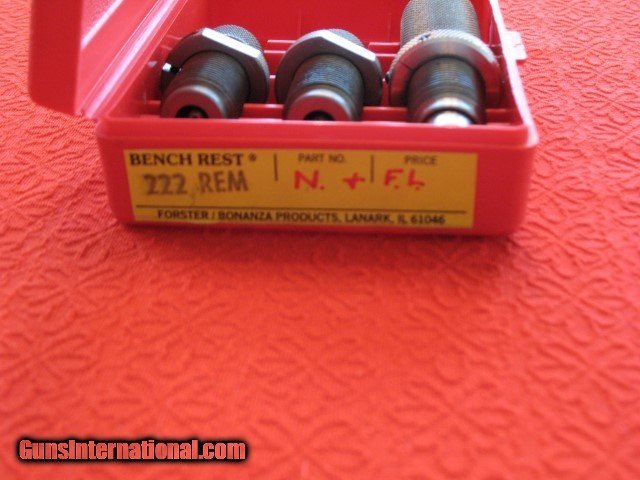 BENCH REST® PART NO. PRICE
222 REM N. + F.L.
FORSTER / BONANZA PRODUCTS, LANARK, IL 61046
GunsInternational.com